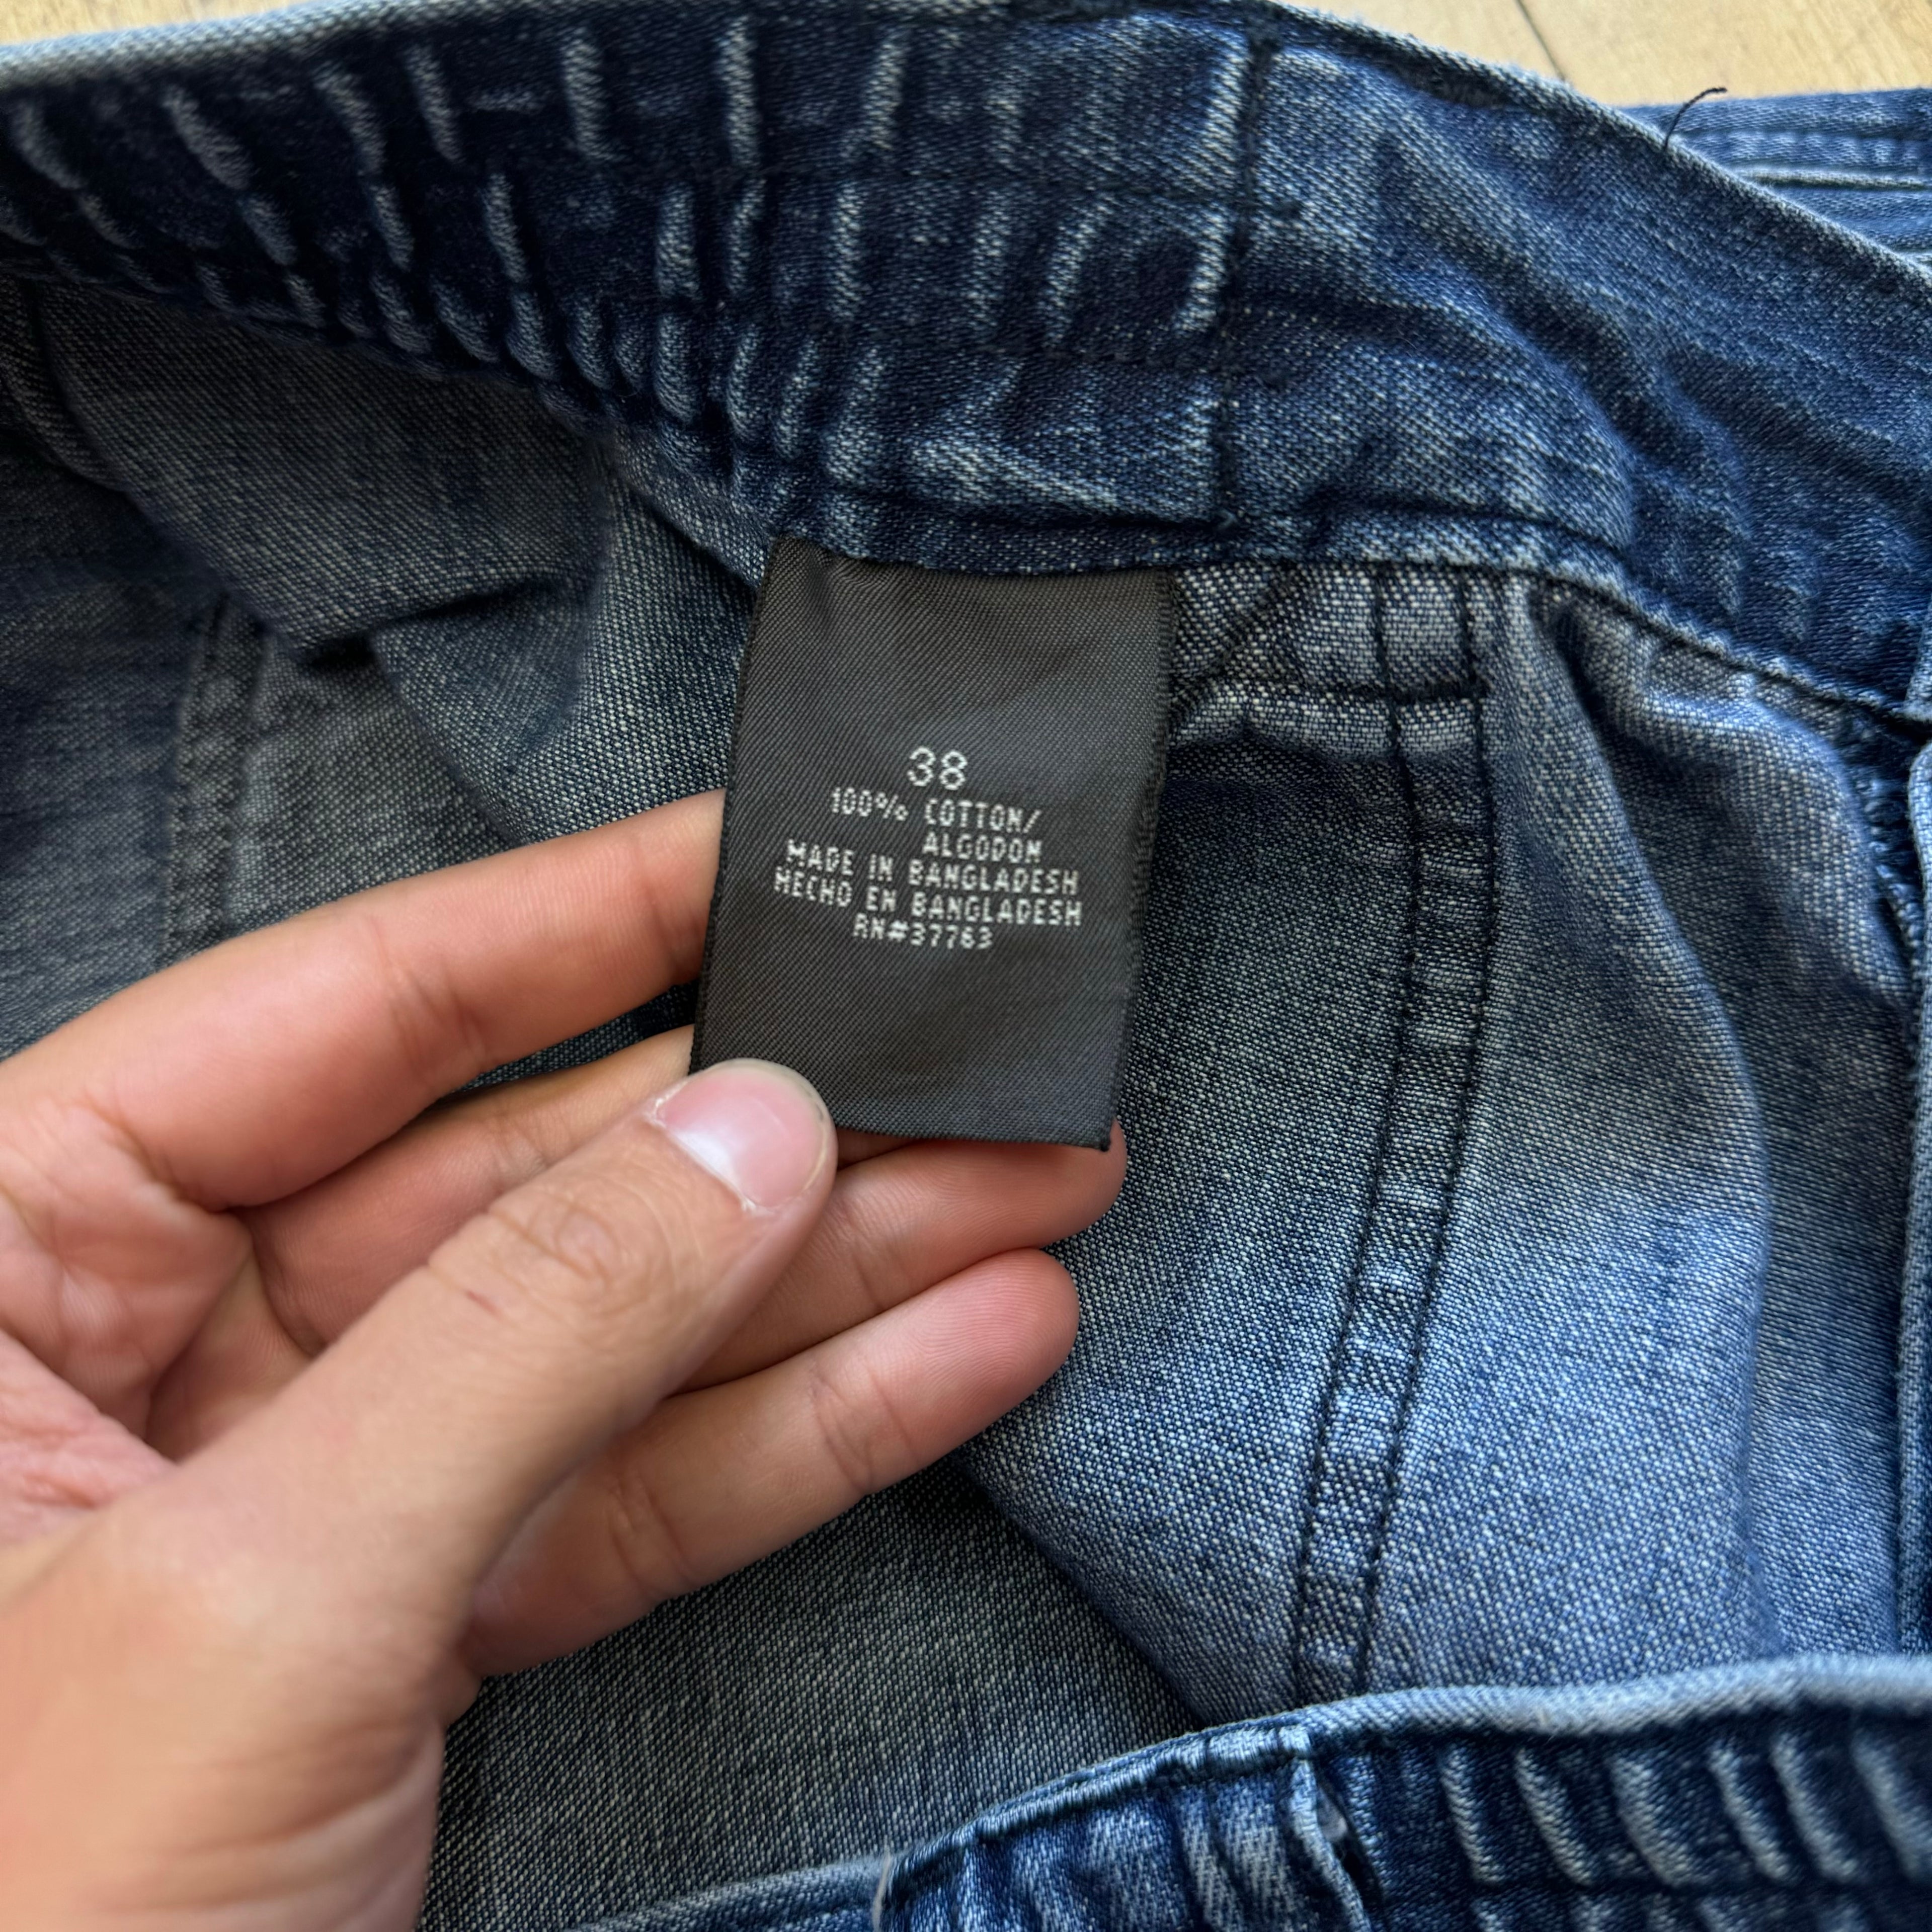 38
100% COTTON/
ALGODON
MADE IN BANGLADESH
HECHO EN BANGLADESH
RN#37763